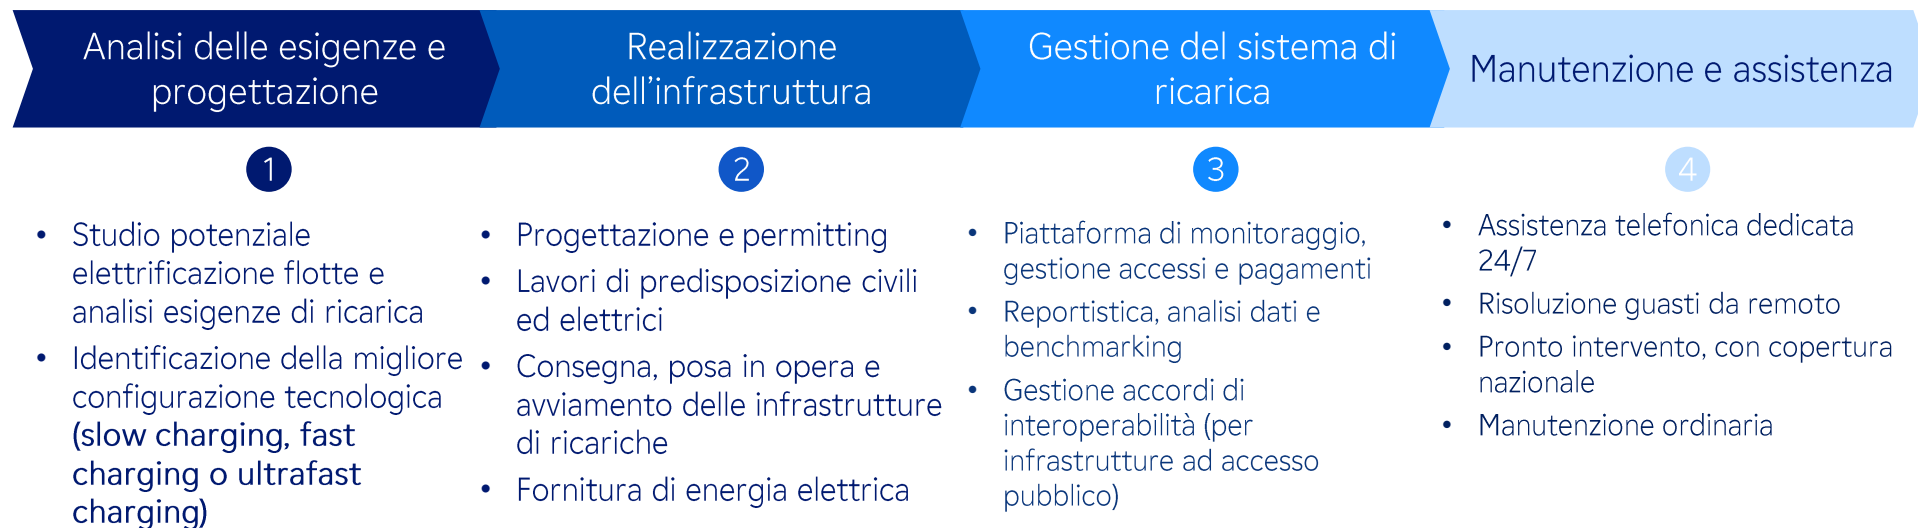 Analisi delle esigenze e
progettazione
Realizzazione
dell'infrastruttura
Gestione del sistema di
ricarica
Manutenzione e assistenza
1
2
3
4
• Studio potenziale
elettrificazione flotte e
analisi esigenze di ricarica
• Identificazione della migliore
configurazione tecnologica
(slow charging, fast
charging o ultrafast
charging)
• Progettazione e permitting
• Lavori di predisposizione civili
ed elettrici
• Consegna, posa in opera e
avviamento delle infrastrutture
di ricariche
• Fornitura di energia elettrica
• Piattaforma di monitoraggio,
gestione accessi e pagamenti
• Reportistica, analisi dati e
benchmarking
• Gestione accordi di
interoperabilità (per
infrastrutture ad accesso
pubblico)
• Assistenza telefonica dedicata
24/7
• Risoluzione guasti da remoto
• Pronto intervento, con copertura
nazionale
• Manutenzione ordinaria